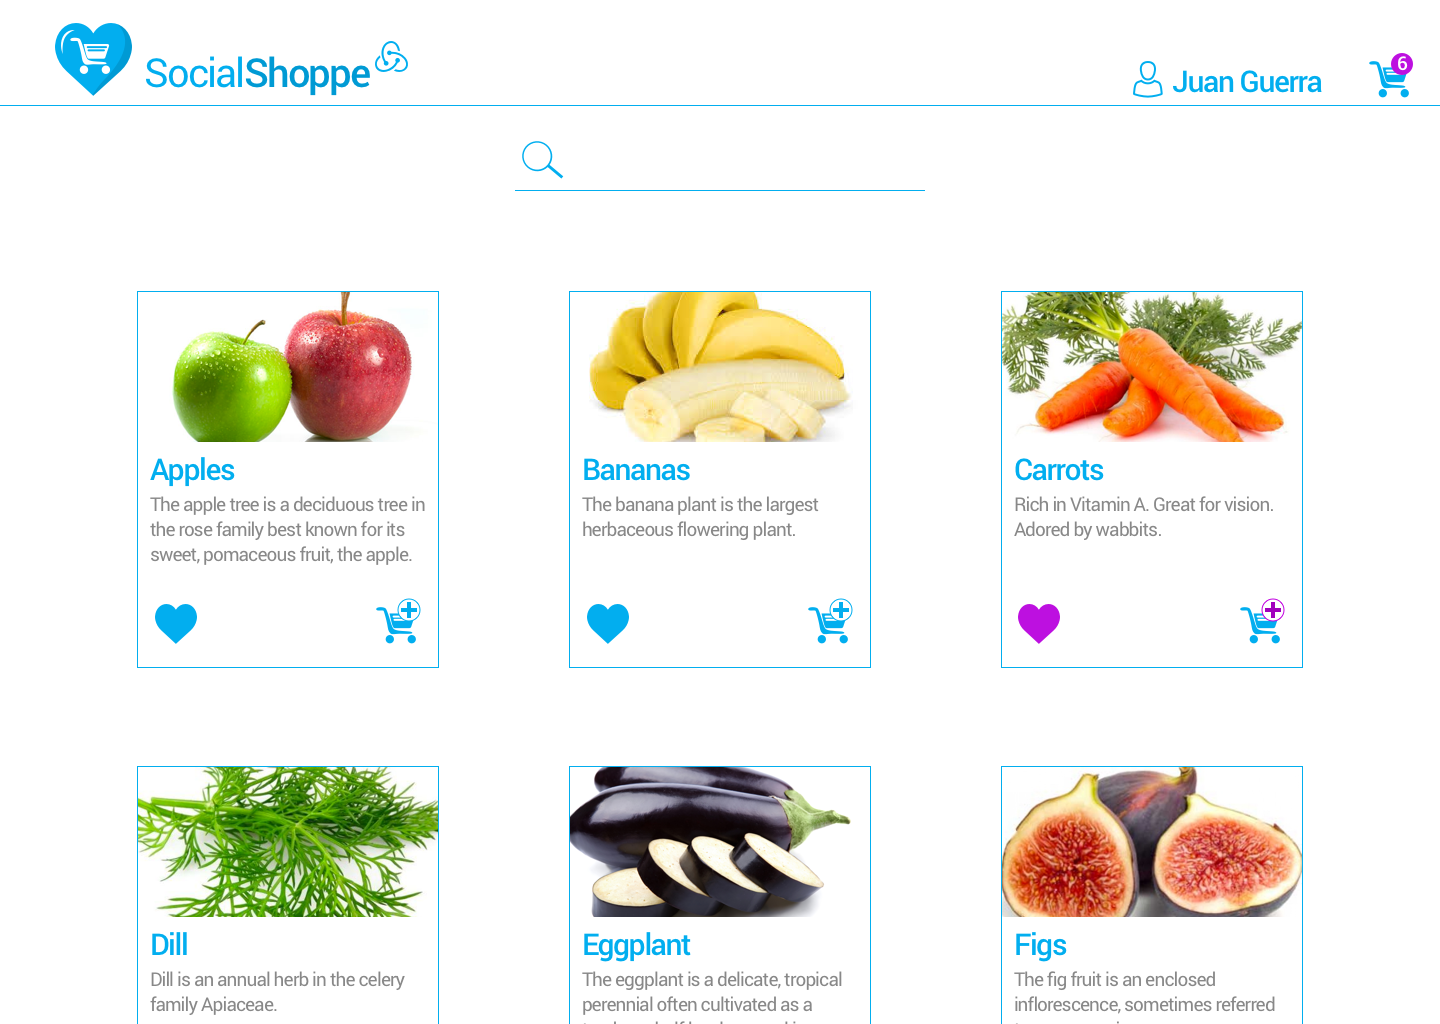 SocialShoppe
Juan Guerra
6
Apples
The apple tree is a deciduous tree in
the rose family best known for its
sweet, pomaceous fruit, the apple.
Bananas
The banana plant is the largest
herbaceous flowering plant.
Carrots
Rich in Vitamin A. Great for vision.
Adored by wabbits.
Dill
Dill is an annual herb in the celery
family Apiaceae.
Eggplant
The eggplant is a delicate, tropical
perennial often cultivated as a
Figs
The fig fruit is an enclosed
inflorescence, sometimes referred